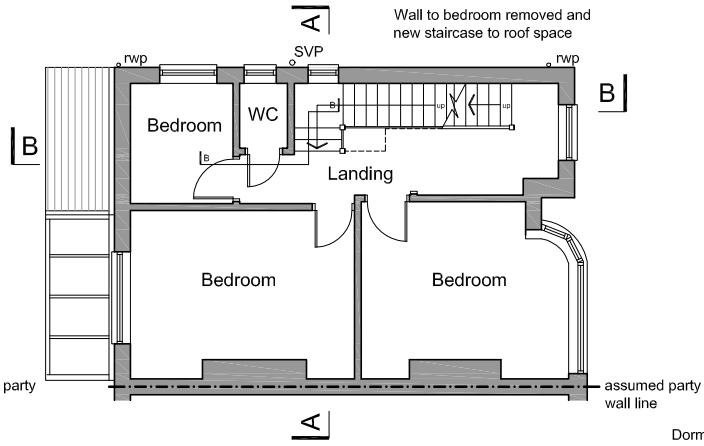 A
Wall to bedroom removed and
new staircase to roof space
rwp
SVP
rwp
B
Bedroom
WC
B
up
up
B
B
B
Landing
Bedroom
Bedroom
party
assumed party
wall line
A
Dorm